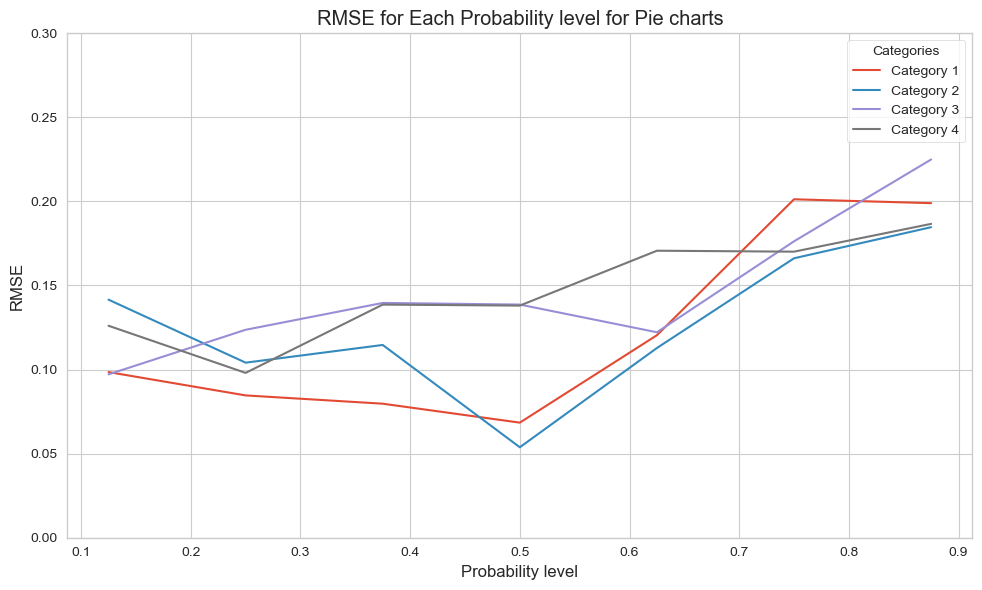 RMSE for Each Probability level for Pie charts
0.30
0.25
0.20
0.15
0.10
0.05
0.00
RMSE
Categories
Category 1
Category 2
Category 3
Category 4
0.1 0.2 0.3 0.4 0.5 0.6 0.7 0.8 0.9
Probability level